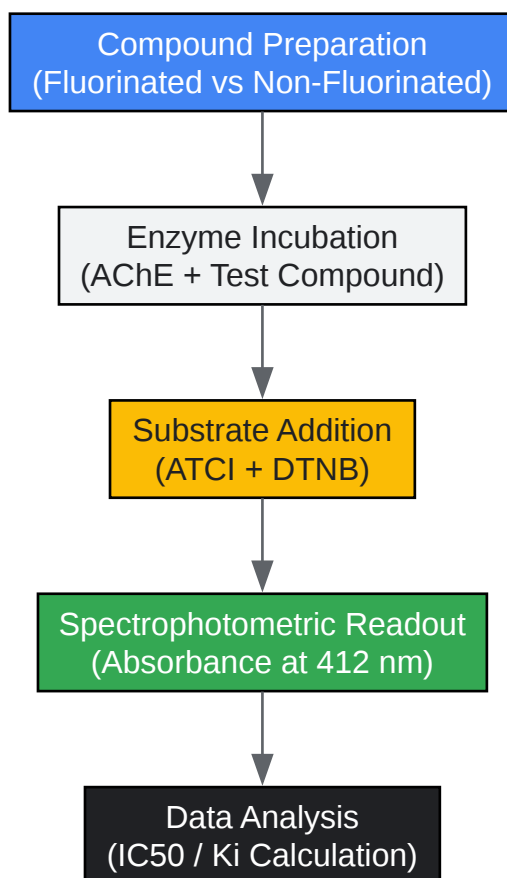 Compound Preparation
(Fluorinated vs Non-Fluorinated)
Enzyme Incubation
(AChE + Test Compound)
Substrate Addition
(ATCI + DTNB)
Spectrophotometric Readout
(Absorbance at 412 nm)
Data Analysis
(IC50 / Ki Calculation)